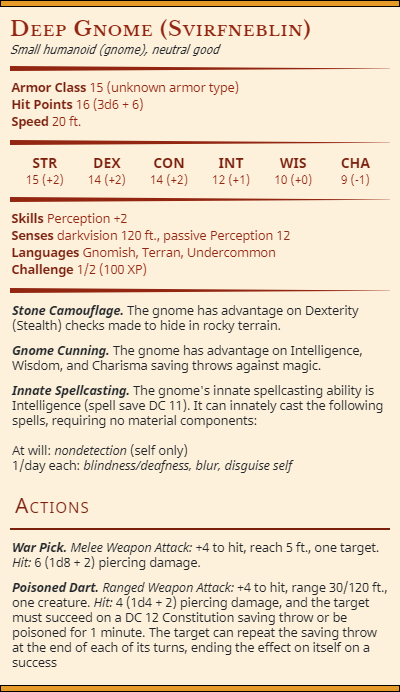 Deep Gnome (Svirfneblin)
Small humanoid (gnome), neutral good
Armor Class 15 (unknown armor type)
Hit Points 16 (3d6 + 6)
Speed 20 ft.
STR DEX CON INT WIS CHA
15 (+2) 14 (+2) 14 (+2) 12 (+1) 10 (+0) 9 (-1)
Skills Perception +2
Senses darkvision 120 ft., passive Perception 12
Languages Gnomish, Terran, Undercommon
Challenge 1/2 (100 XP)
Stone Camouflage. The gnome has advantage on Dexterity
(Stealth) checks made to hide in rocky terrain.
Gnome Cunning. The gnome has advantage on Intelligence,
Wisdom, and Charisma saving throws against magic.
Innate Spellcasting. The gnome's innate spellcasting ability is
Intelligence (spell save DC 11). It can innately cast the following
spells, requiring no material components:
At will: nondetection (self only)
1/day each: blindness/deafness, blur, disguise self
Actions
War Pick. Melee Weapon Attack: +4 to hit, reach 5 ft., one target.
Hit: 6 (1d8 + 2) piercing damage.
Poisoned Dart. Ranged Weapon Attack: +4 to hit, range 30/120 ft.,
one creature. Hit: 4 (1d4 + 2) piercing damage, and the target
must succeed on a DC 12 Constitution saving throw or be
poisoned for 1 minute. The target can repeat the saving throw
at the end of each of its turns, ending the effect on itself on a
success